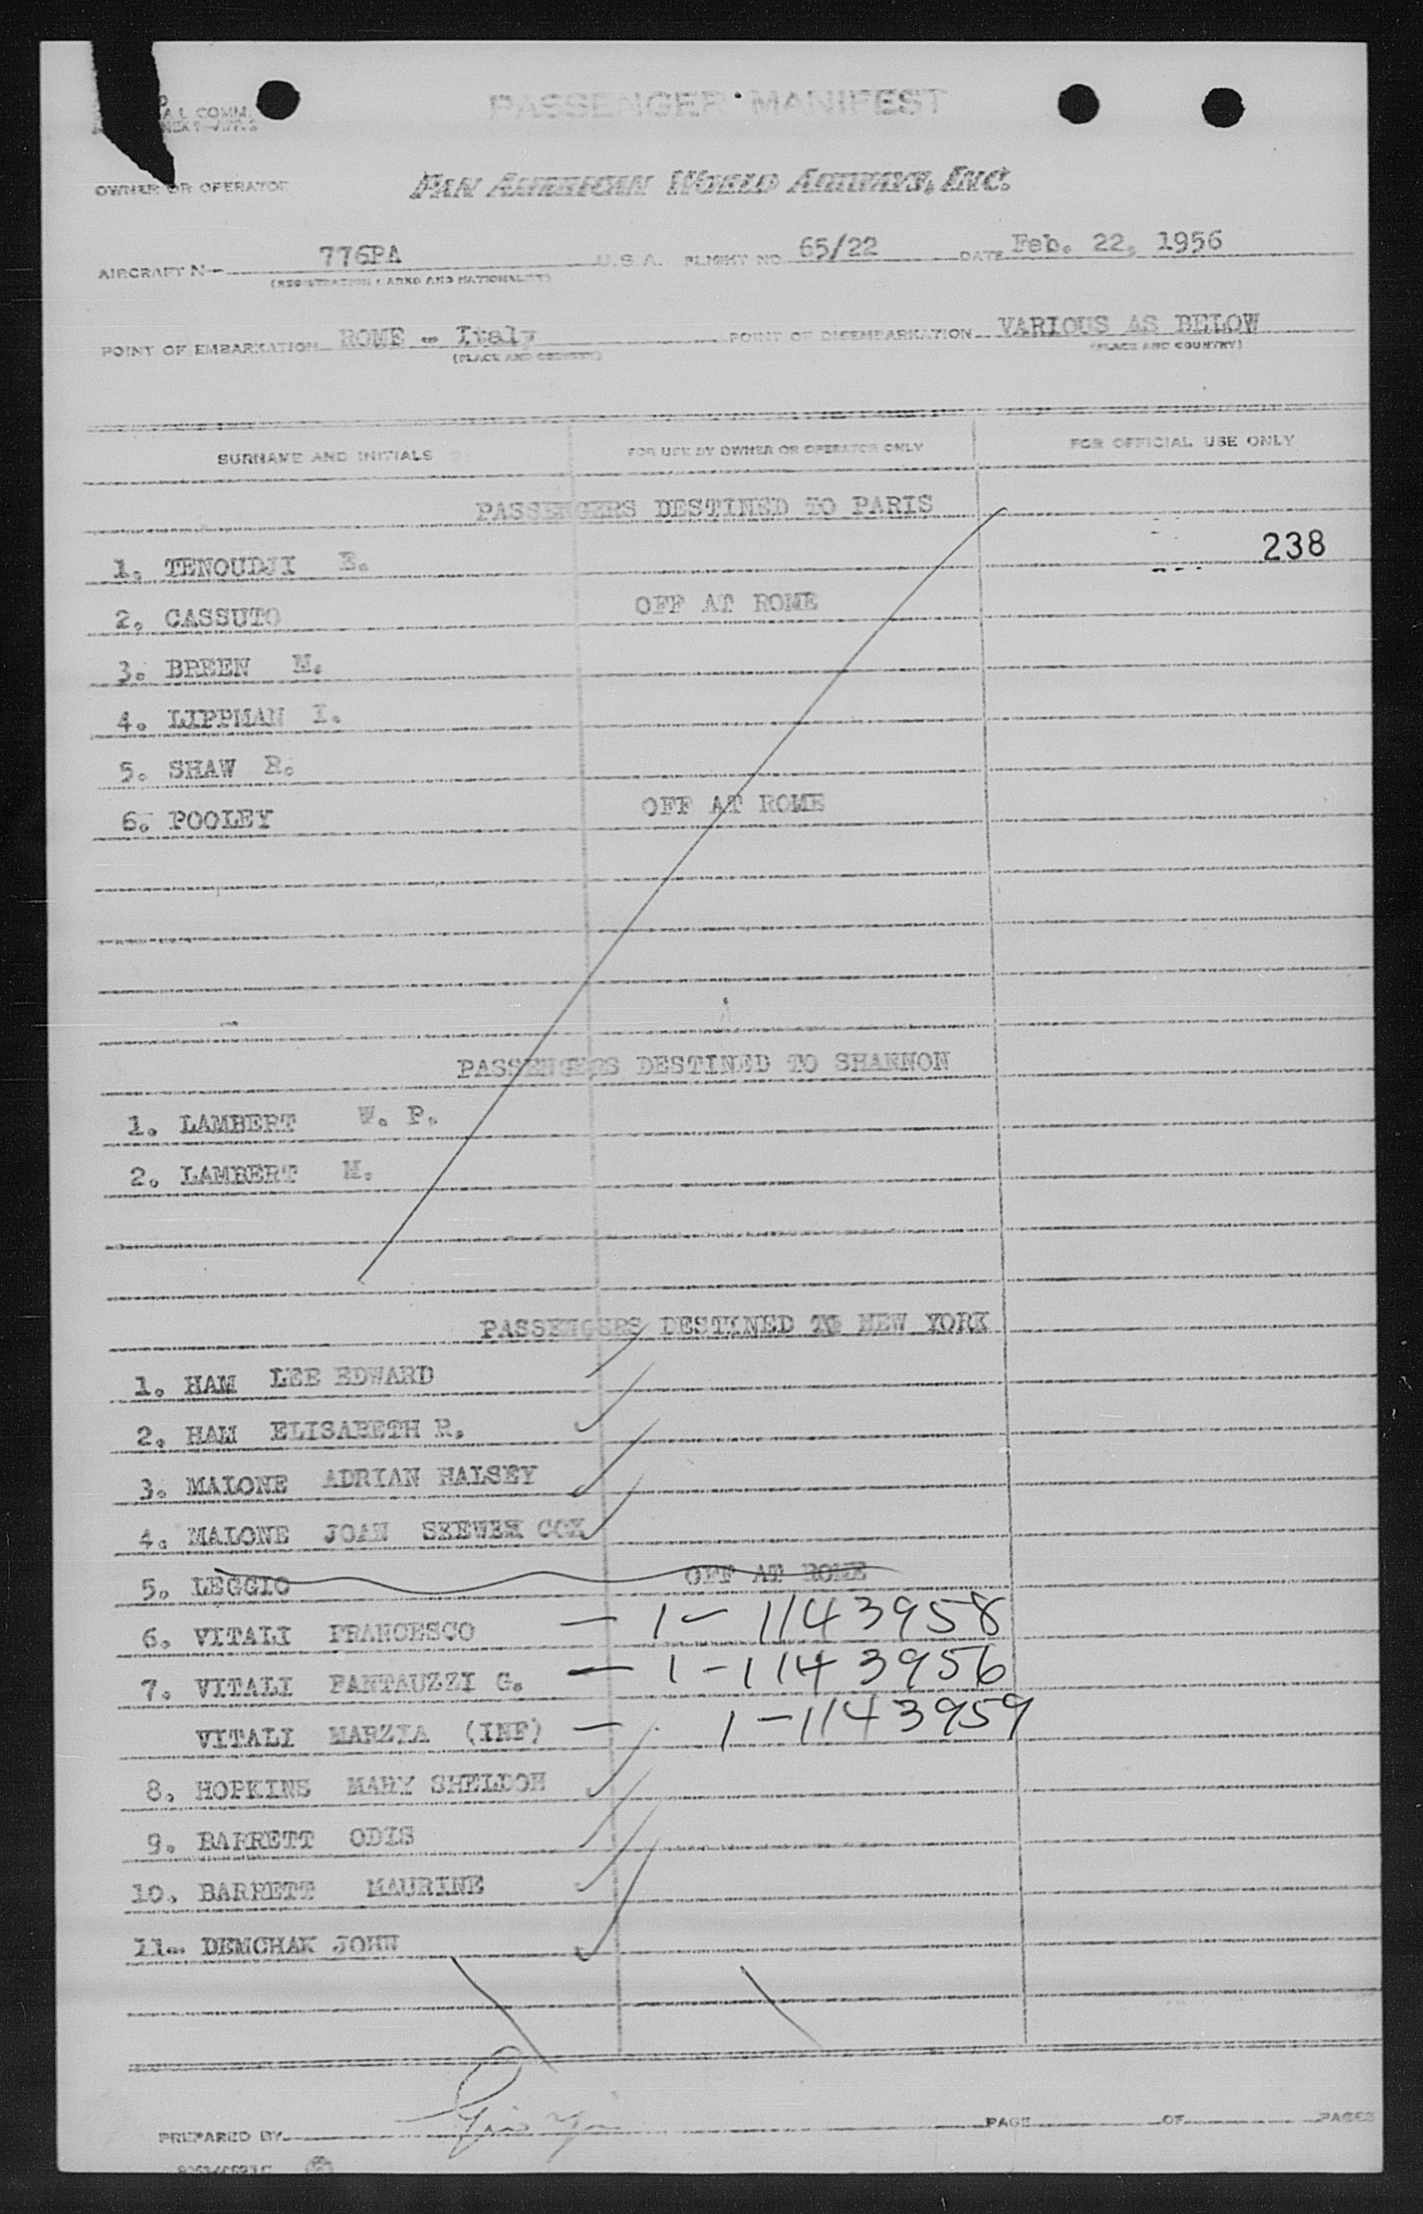 PASSENGER MANIFEST
OWNER OR OPERATOR PAN AMERICAN WORLD AIRWAYS, INC.
AIRCRAFT N- 776PA U.S.A. FLIGHT NO 65/22 DATE Feb. 22, 1956
(REGISTRATION MARKS AND NATIONALITY)
POINT OF EMBARKATION ROME - Italy POINT OF DISEMBARKATION VARIOUS AS BELOW
(PLACE AND COUNTRY) (PLACE AND COUNTRY)
SURNAME AND INITIALS FOR USE BY OWNER OR OPERATOR ONLY FOR OFFICIAL USE ONLY
PASSENGERS DESTINED TO PARIS
1. TENOUDJI E. 238
2. CASSUTO OFF AT ROME
3. BREEN M.
4. LIPPMAN I.
5. SHAW R.
6. POOLEY OFF AT ROME
PASSENGERS DESTINED TO SHANNON
1. LAMBERT W. P.
2. LAMBERT M.
PASSENGERS DESTINED TO NEW YORK
1. HAM LEE EDWARD
2. HAM ELISABETH R.
3. MALONE ADRIAN HALSEY
4. MALONE JOAN COX
5. LEGGIO OFF AT ROME
6. VITALI FRANCESCO — 1 - 1143958
7. VITALI FANTAUZZI G. — 1 - 1143956
VITALI MARZIA (INF) — 1 - 1143959
8. HOPKINS MARY SHELDON
9. BARRETT ODIS
10. BARRETT MAURINE
11. DEMCHAK JOHN
PREPARED BY PAGE OF PAGES